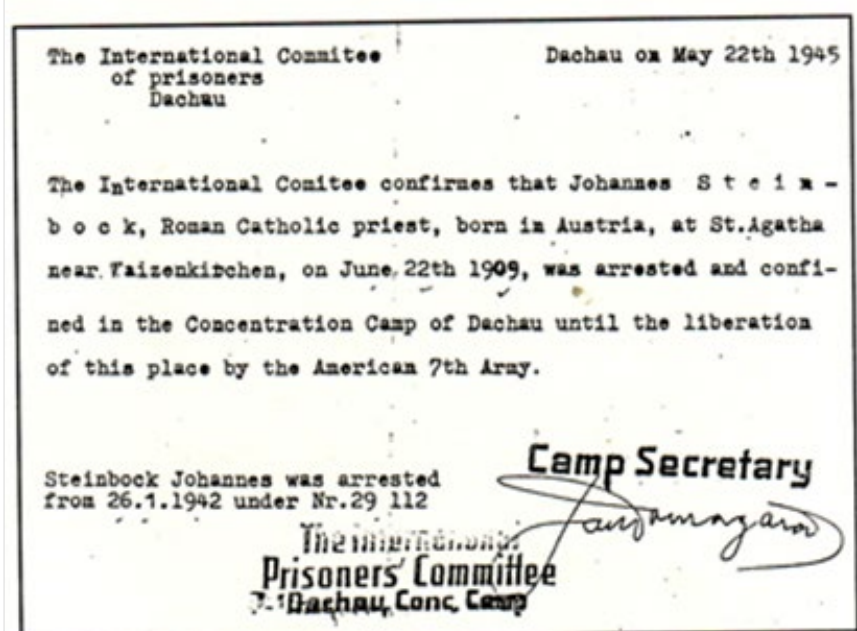 The International Commitee
of prisoners
Dachau
Dachau on May 22th 1945
The International Comitee confirmes that Johannes S t e i n -
b o c k, Roman Catholic priest, born in Austria, at St.Agatha
near Waizenkirchen, on June 22th 1909, was arrested and confi-
ned in the Concentration Camp of Dachau until the liberation
of this place by the American 7th Army.
Steinbock Johannes was arrested
from 26.1.1942 under Nr.29 112
Camp Secretary
The International
Prisoners' Committee
Dachau, Conc. Camp